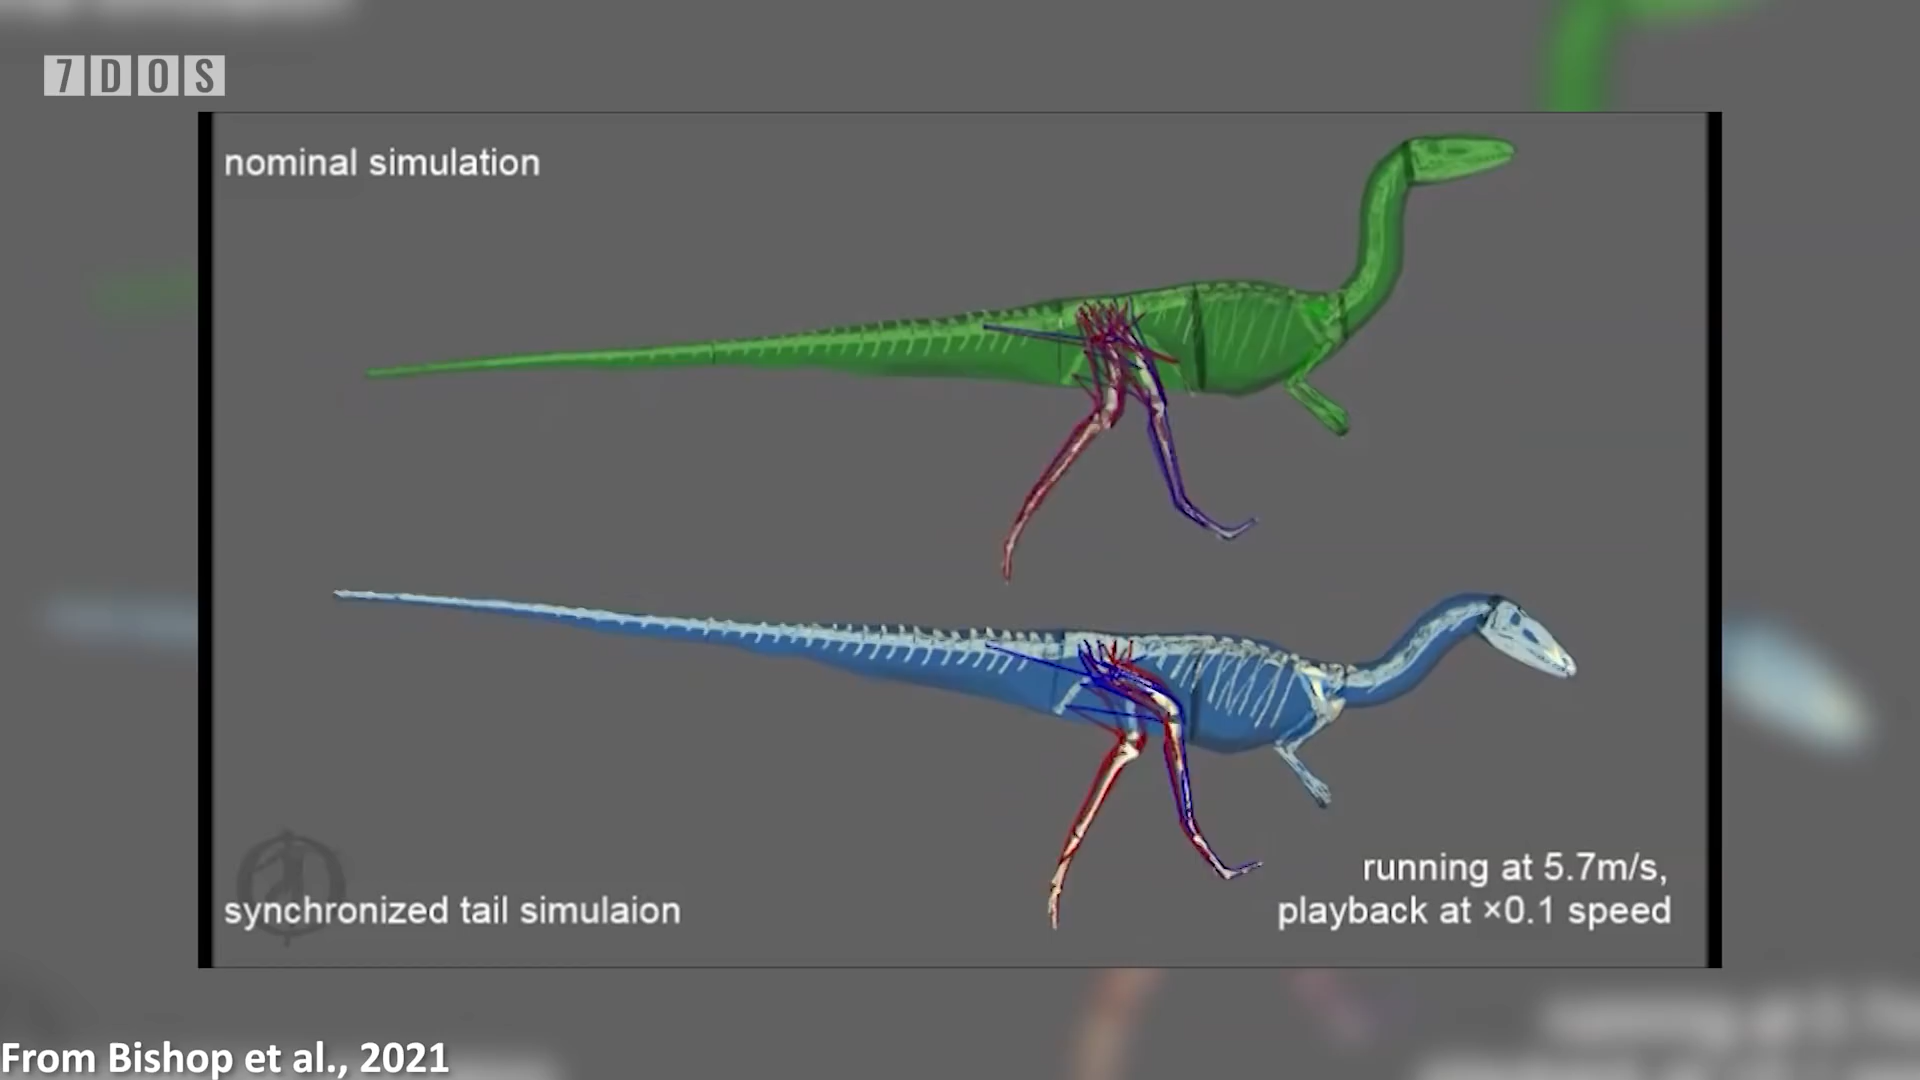 7DOS
nominal simulation
synchronized tail simulaion
running at 5.7m/s,
playback at ×0.1 speed
From Bishop et al., 2021